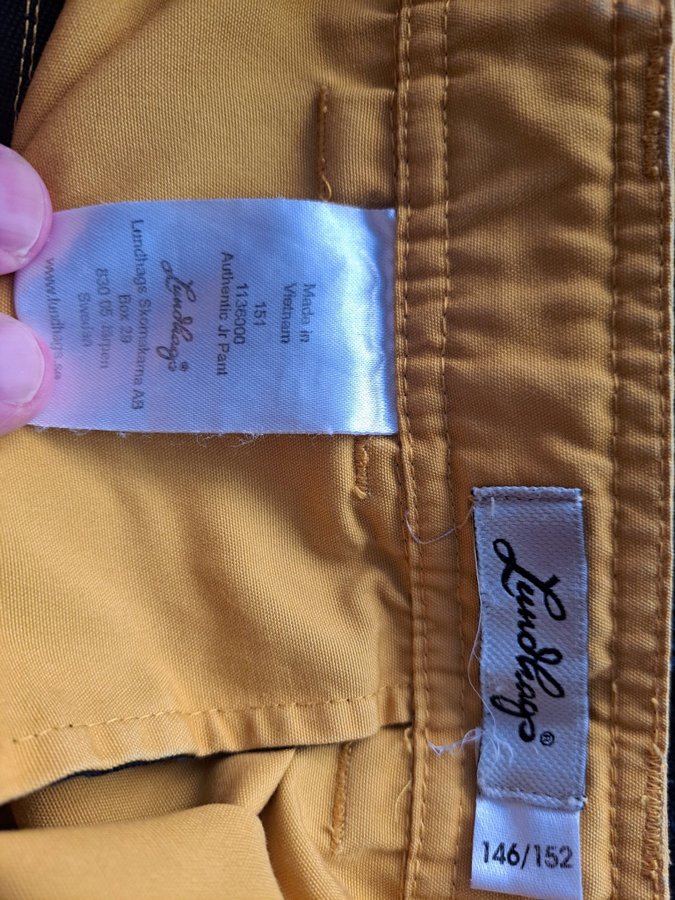 Made in
Vietnam
151
1136000
Authentic Jr Pant
Lundhags
Lundhags Skomakarna AB
Box 29
830 05 Järpen
Sweden
www.lundhags.se
Lundhags®
146/152